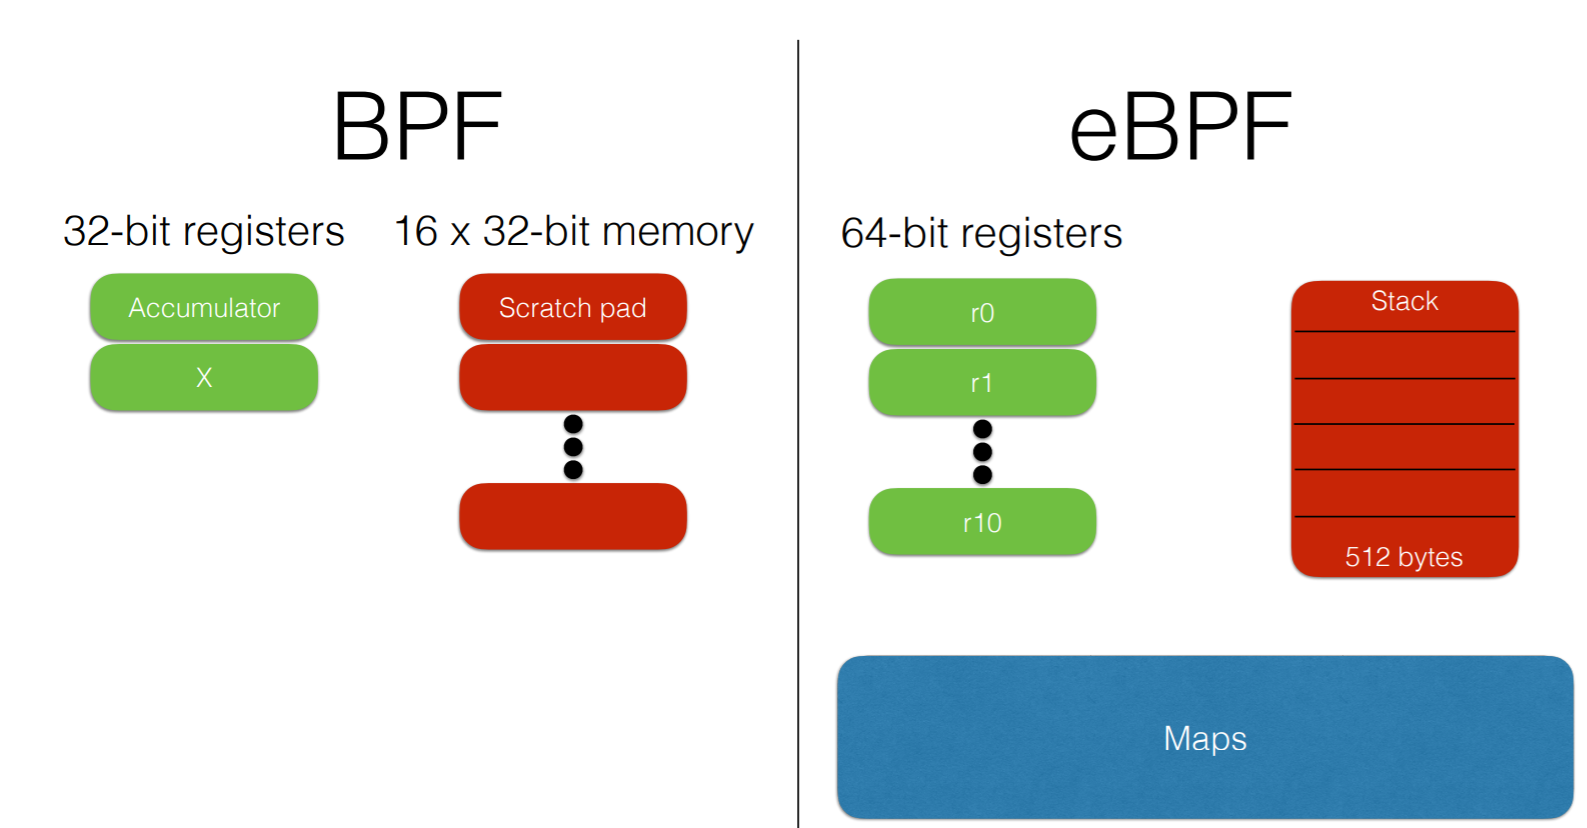 BPF
32-bit registers
Accumulator
X
16 x 32-bit memory
Scratch pad
eBPF
64-bit registers
r0
r1
r10
Stack
512 bytes
Maps